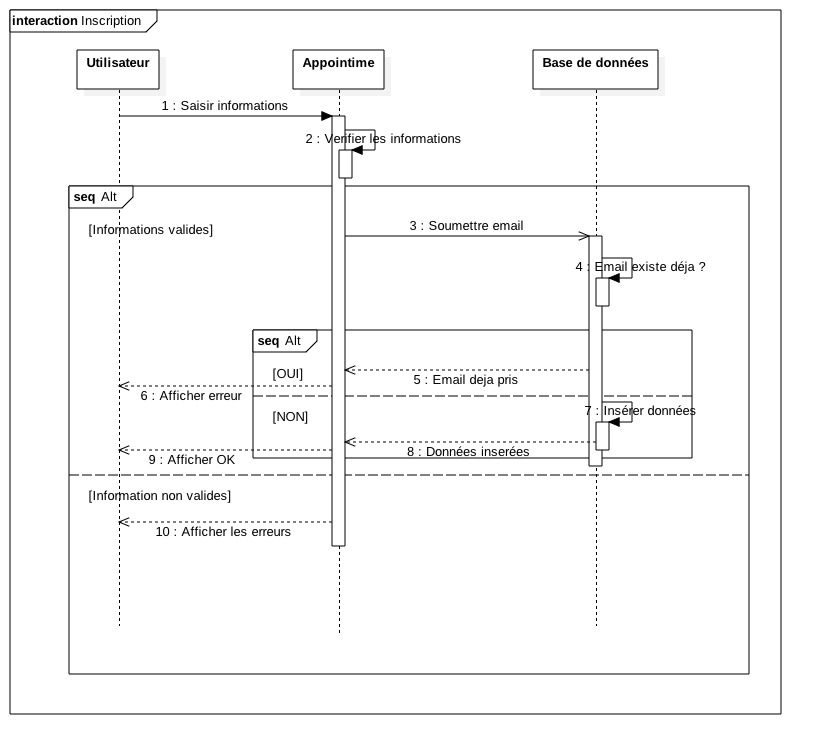 interaction Inscription
Utilisateur
Appointime
Base de données
1 : Saisir informations
2 : Verifier les informations
seq Alt
[Informations valides]
3 : Soumettre email
4 : Email existe déja ?
seq Alt
[OUI]
5 : Email deja pris
6 : Afficher erreur
[NON]
7 : Insérer données
8 : Données inserées
9 : Afficher OK
[Information non valides]
10 : Afficher les erreurs